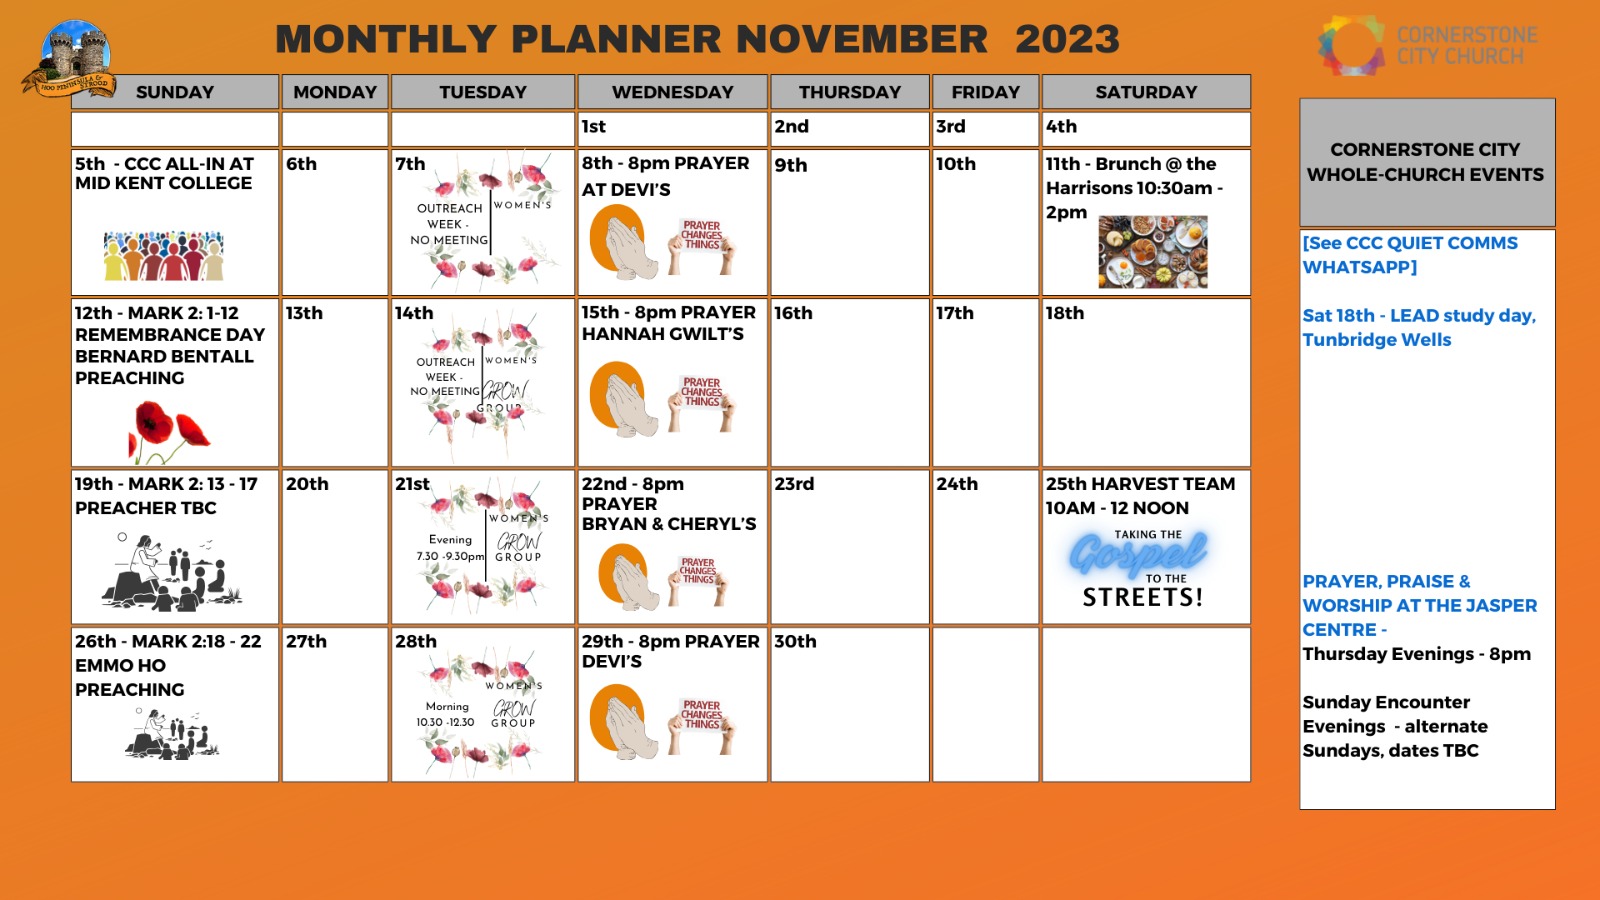 MONTHLY PLANNER NOVEMBER 2023
HOO PENINSULA &
STROOD
CORNERSTONE
CITY CHURCH
SUNDAY
MONDAY
TUESDAY
WEDNESDAY
THURSDAY
FRIDAY
SATURDAY
1st
2nd
3rd
4th
5th - CCC ALL-IN AT
MID KENT COLLEGE
6th
7th
OUTREACH
WEEK -
NO MEETING
WOMEN'S
8th - 8pm PRAYER
AT DEVI'S
PRAYER
CHANGES
THINGS
9th
10th
11th - Brunch @ the
Harrisons 10:30am -
2pm
12th - MARK 2: 1-12
REMEMBRANCE DAY
BERNARD BENTALL
PREACHING
13th
14th
OUTREACH
WEEK -
NO MEETING
WOMEN'S
GROW
GROUP
15th - 8pm PRAYER
HANNAH GWILT'S
PRAYER
CHANGES
THINGS
16th
17th
18th
19th - MARK 2: 13 - 17
PREACHER TBC
20th
21st
Evening
7.30 -9.30pm
WOMEN'S
GROW
GROUP
22nd - 8pm
PRAYER
BRYAN & CHERYL'S
PRAYER
CHANGES
THINGS
23rd
24th
25th HARVEST TEAM
10AM - 12 NOON
TAKING THE
Gospel
TO THE
STREETS!
26th - MARK 2:18 - 22
EMMO HO
PREACHING
27th
28th
Morning
10.30 -12.30
WOMEN'S
GROW
GROUP
29th - 8pm PRAYER
DEVI'S
PRAYER
CHANGES
THINGS
30th
CORNERSTONE CITY
WHOLE-CHURCH EVENTS
[See CCC QUIET COMMS
WHATSAPP]
Sat 18th - LEAD study day,
Tunbridge Wells
PRAYER, PRAISE &
WORSHIP AT THE JASPER
CENTRE -
Thursday Evenings - 8pm
Sunday Encounter
Evenings - alternate
Sundays, dates TBC